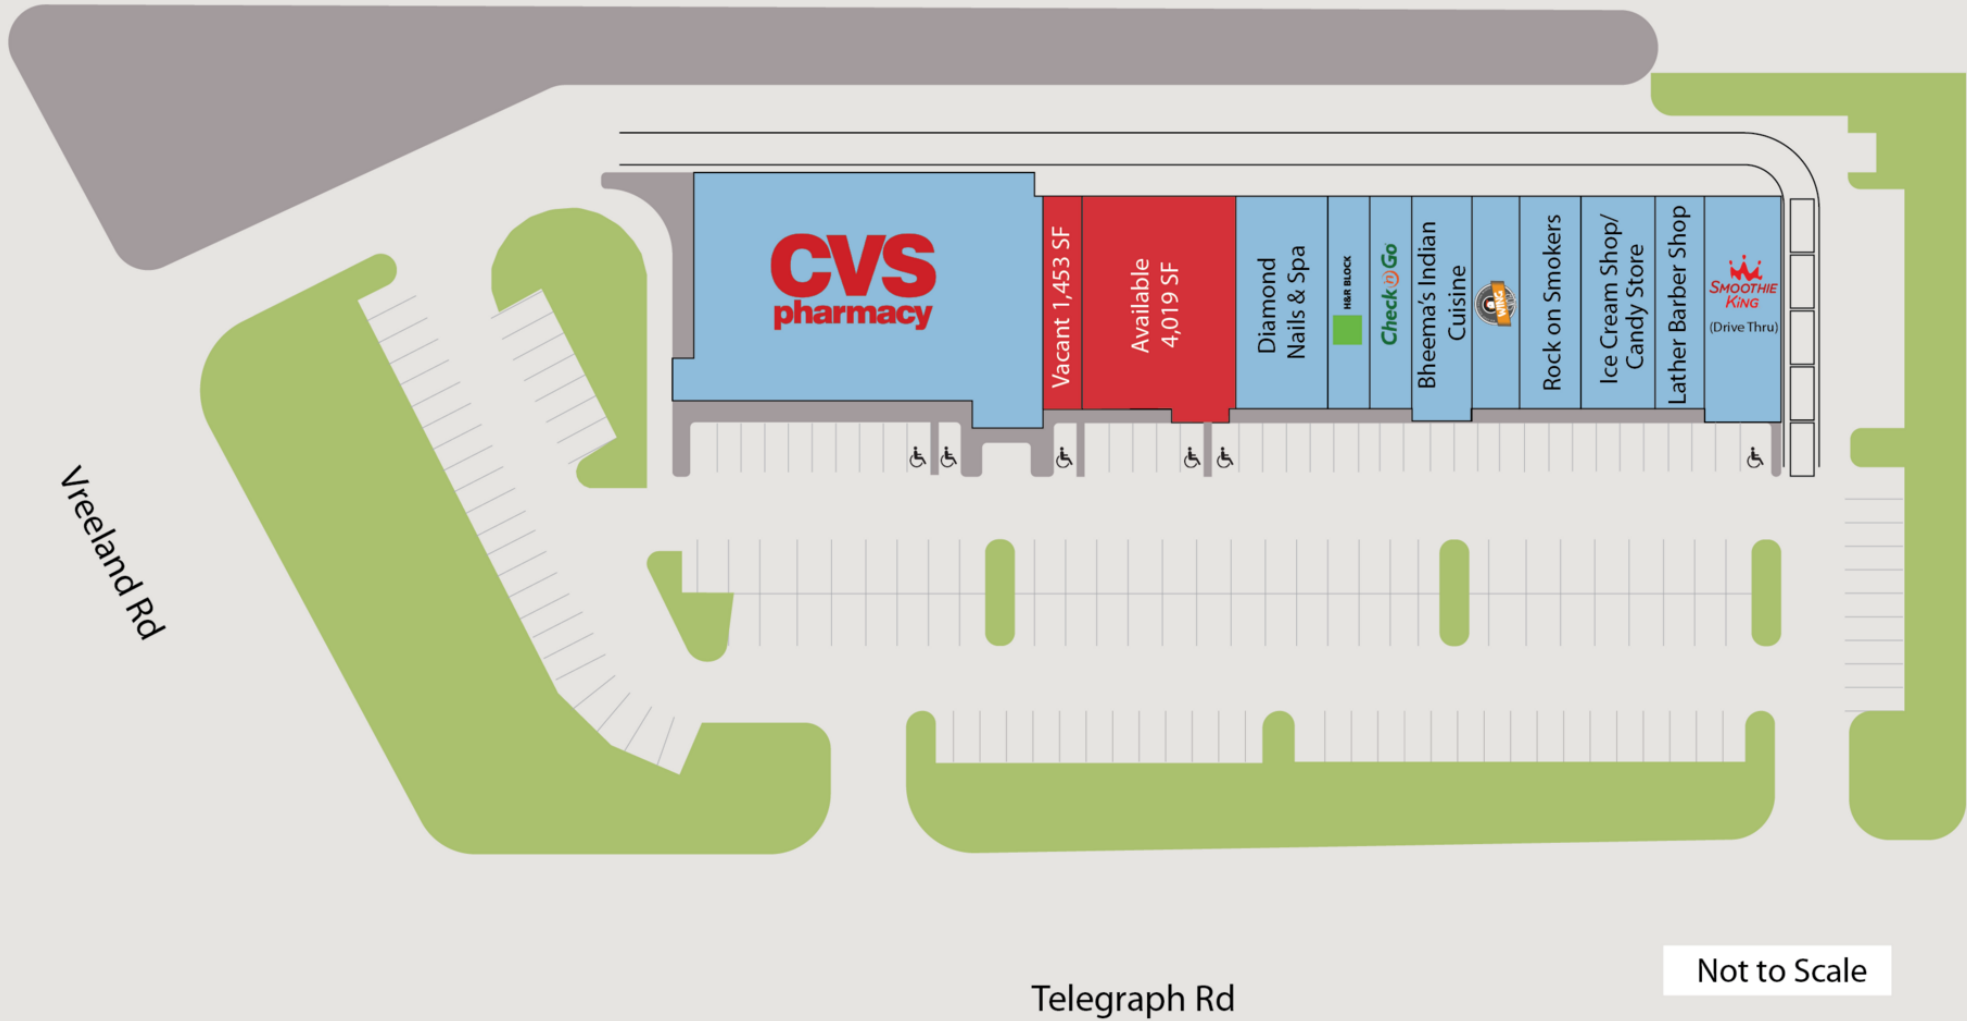 CVS
pharmacy
Vacant 1,453 SF
Available
4,019 SF
Diamond
Nails & Spa
H&R BLOCK
Check n Go
Bheema's Indian
Cuisine
WING
Rock on Smokers
Ice Cream Shop/
Candy Store
Lather Barber Shop
SMOOTHIE
KING
(Drive Thru)
Vreeland Rd
Not to Scale
Telegraph Rd